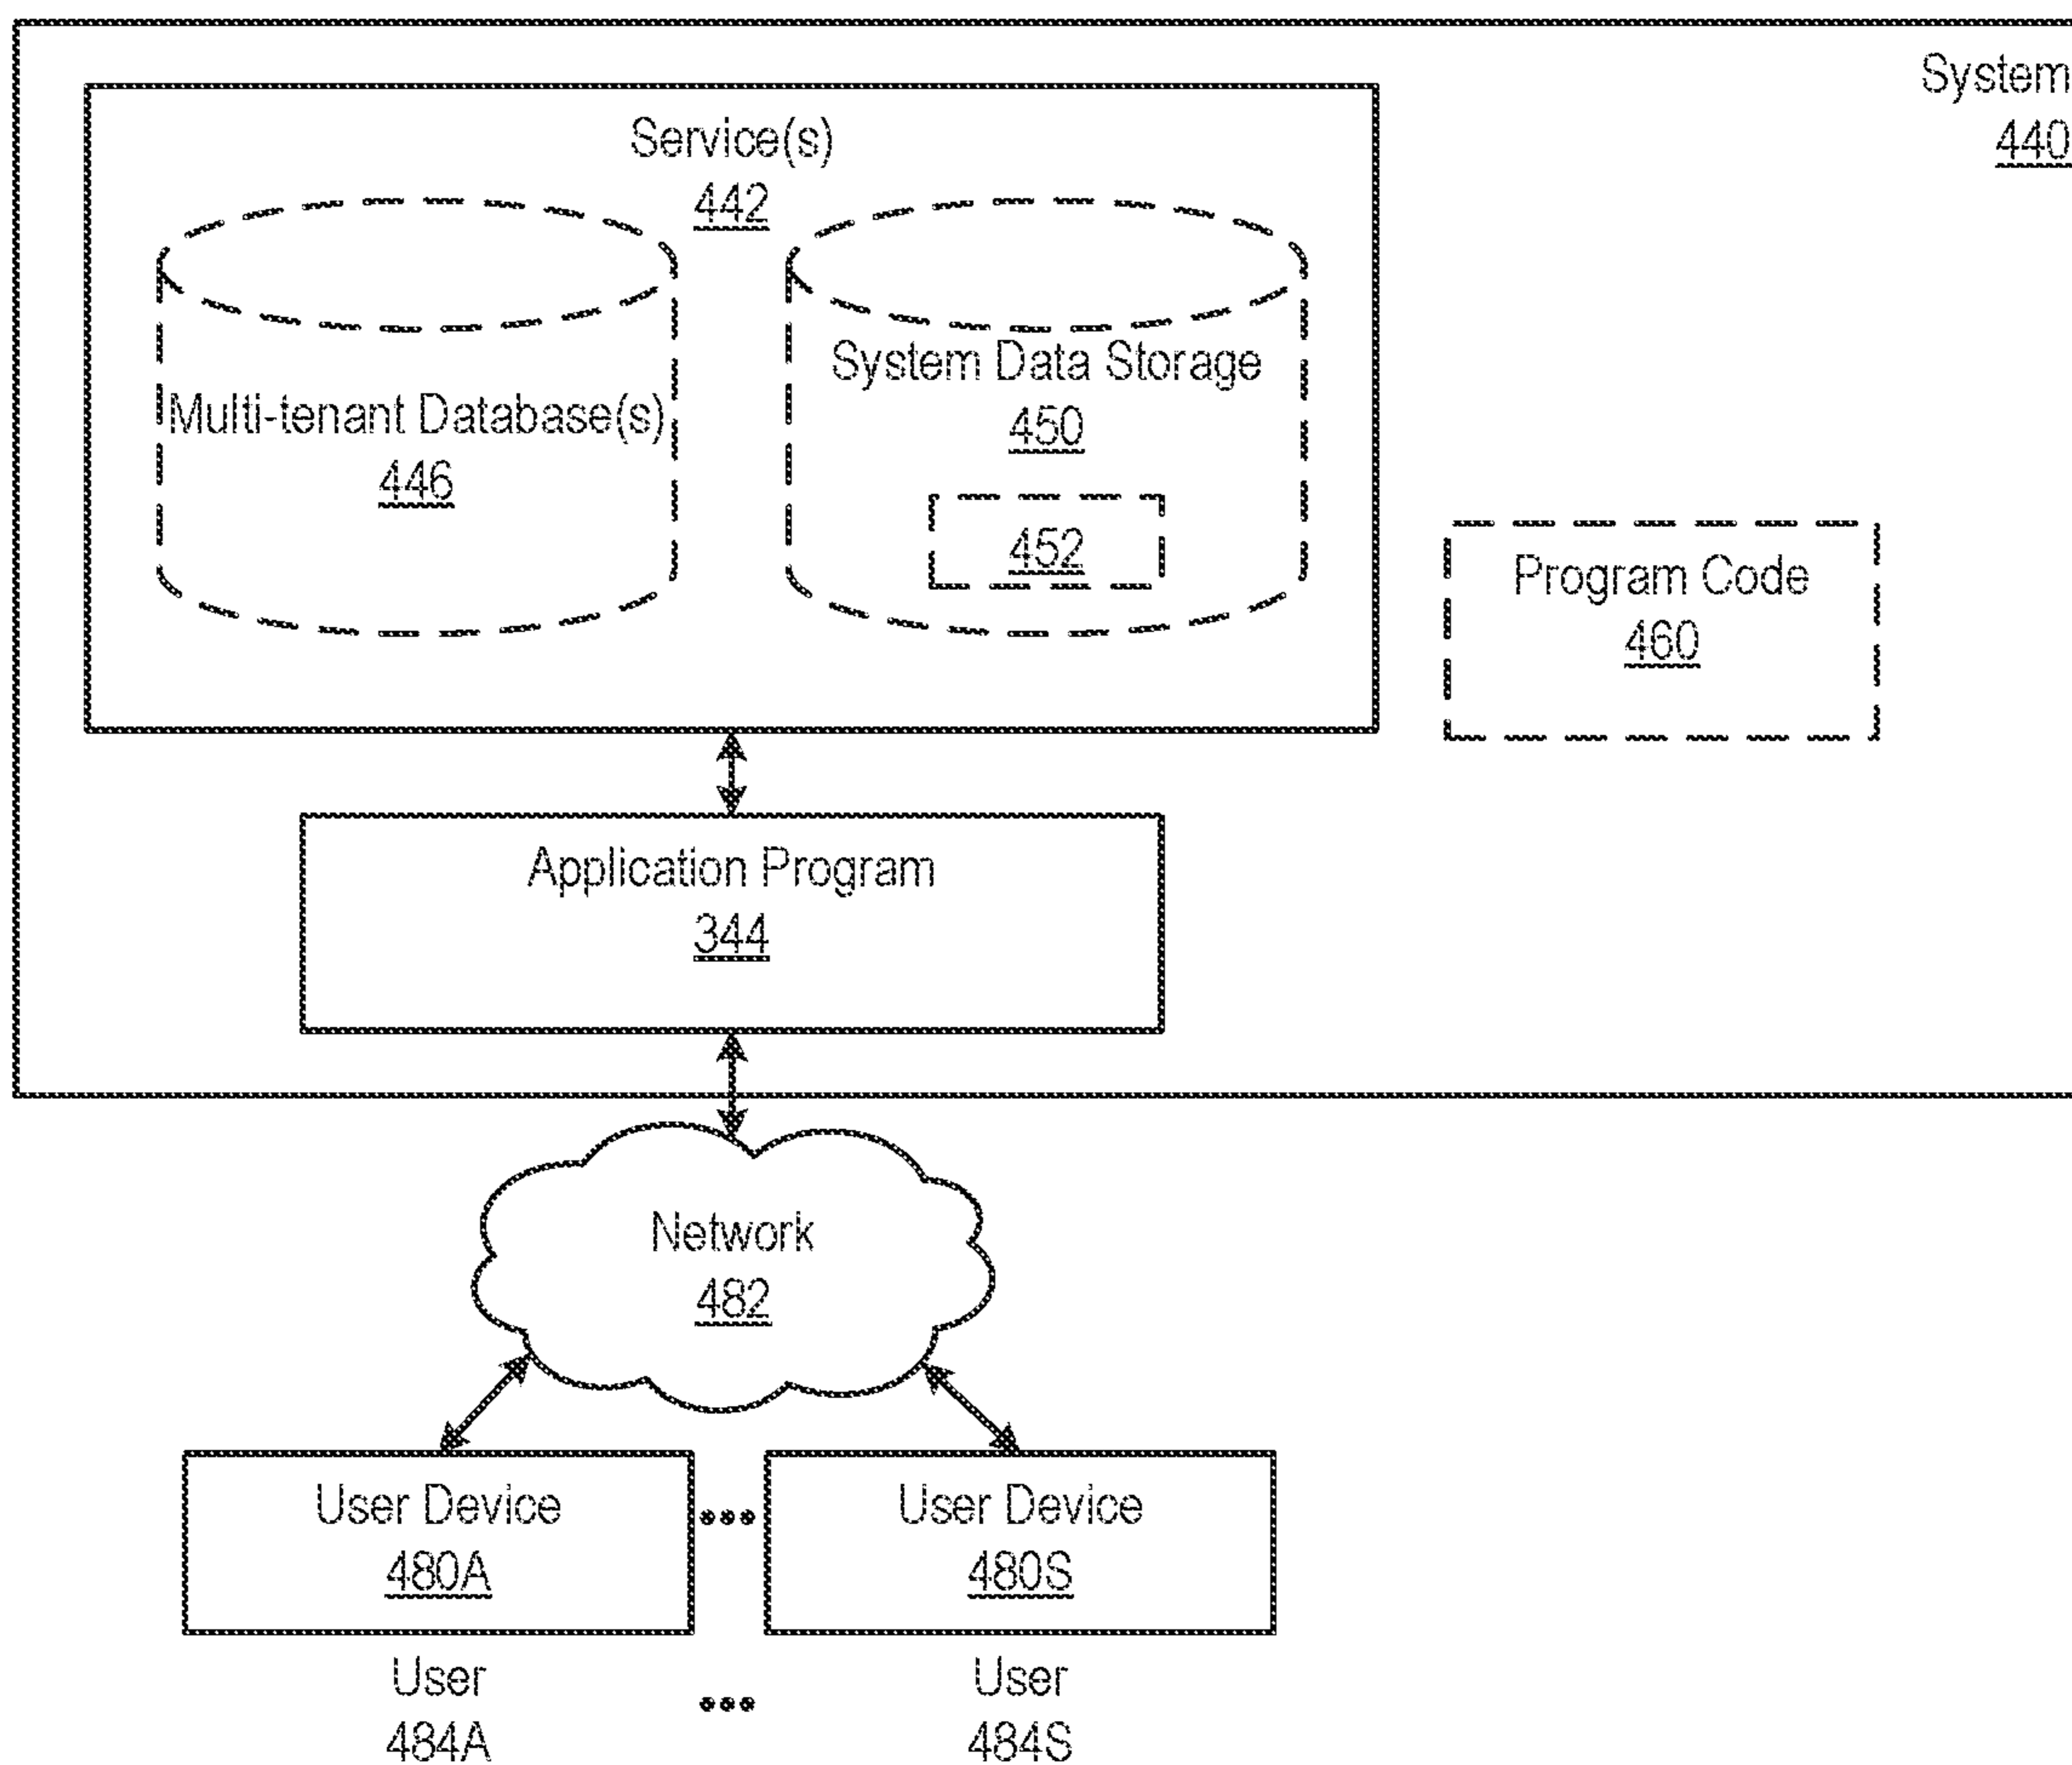 System
440
Service(s)
442
Multi-tenant Database(s)
446
System Data Storage
450
452
Program Code
460
Application Program
344
Network
482
User Device
480A
...
User Device
480S
User
484A
...
User
484S